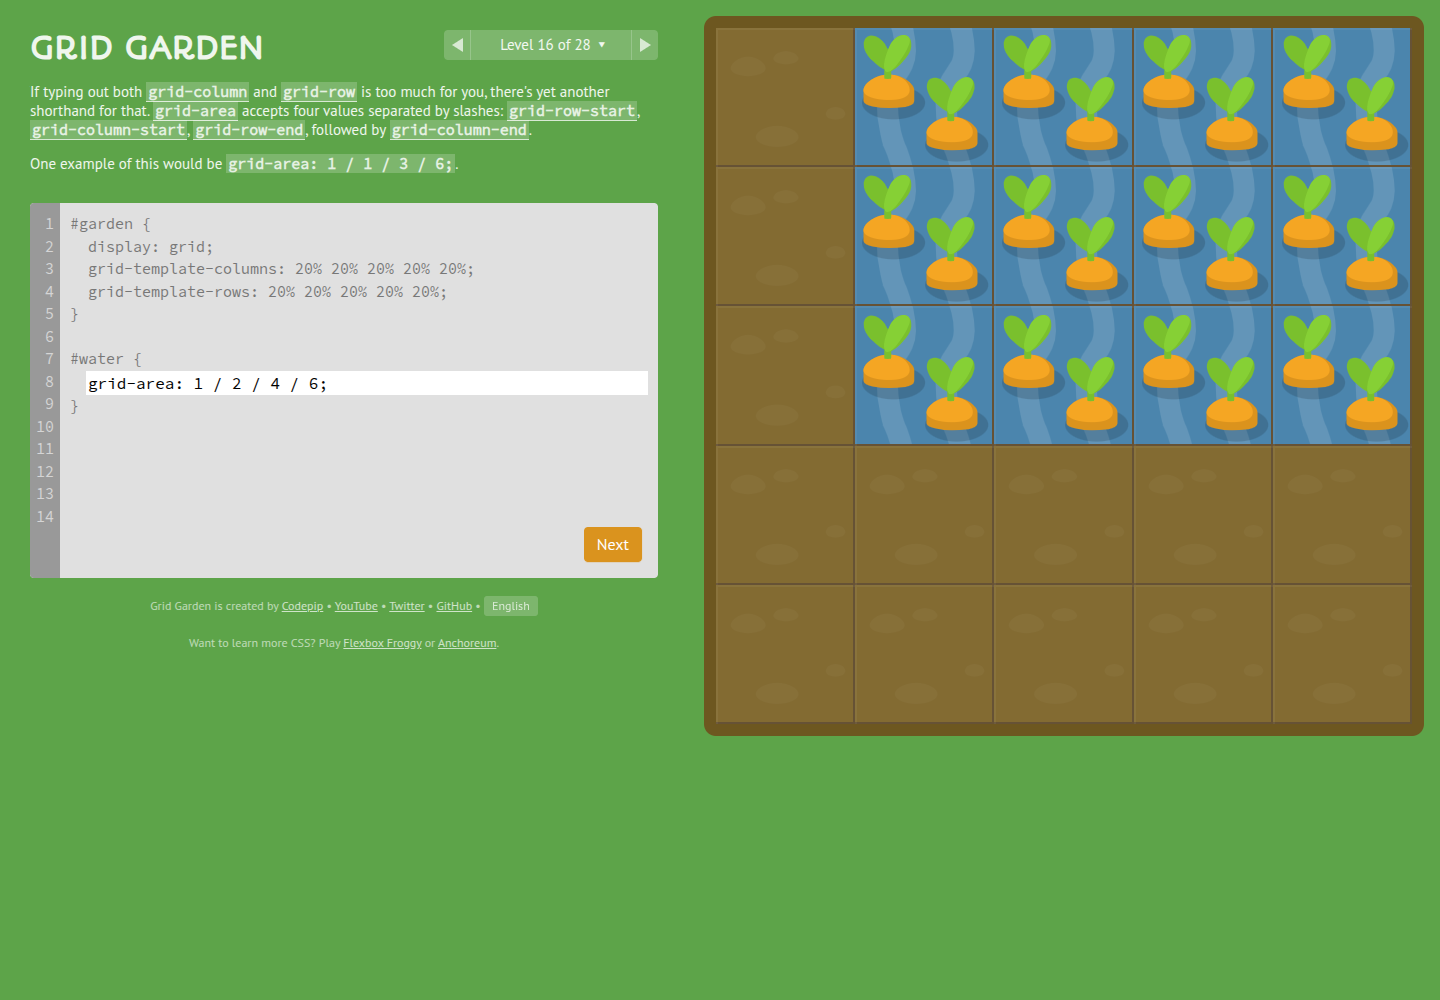 GRID GARDEN
Level 16 of 28 ▼
If typing out both grid-column and grid-row is too much for you, there's yet another
shorthand for that. grid-area accepts four values separated by slashes: grid-row-start,
grid-column-start, grid-row-end, followed by grid-column-end.
One example of this would be grid-area: 1 / 1 / 3 / 6;.
1 #garden {
2 display: grid;
3 grid-template-columns: 20% 20% 20% 20% 20%;
4 grid-template-rows: 20% 20% 20% 20% 20%;
5 }
6
7 #water {
8 grid-area: 1 / 2 / 4 / 6;
9 }
10
11
12
13
14
Next
Grid Garden is created by Codepip • YouTube • Twitter • GitHub • English
Want to learn more CSS? Play Flexbox Froggy or Anchoreum.